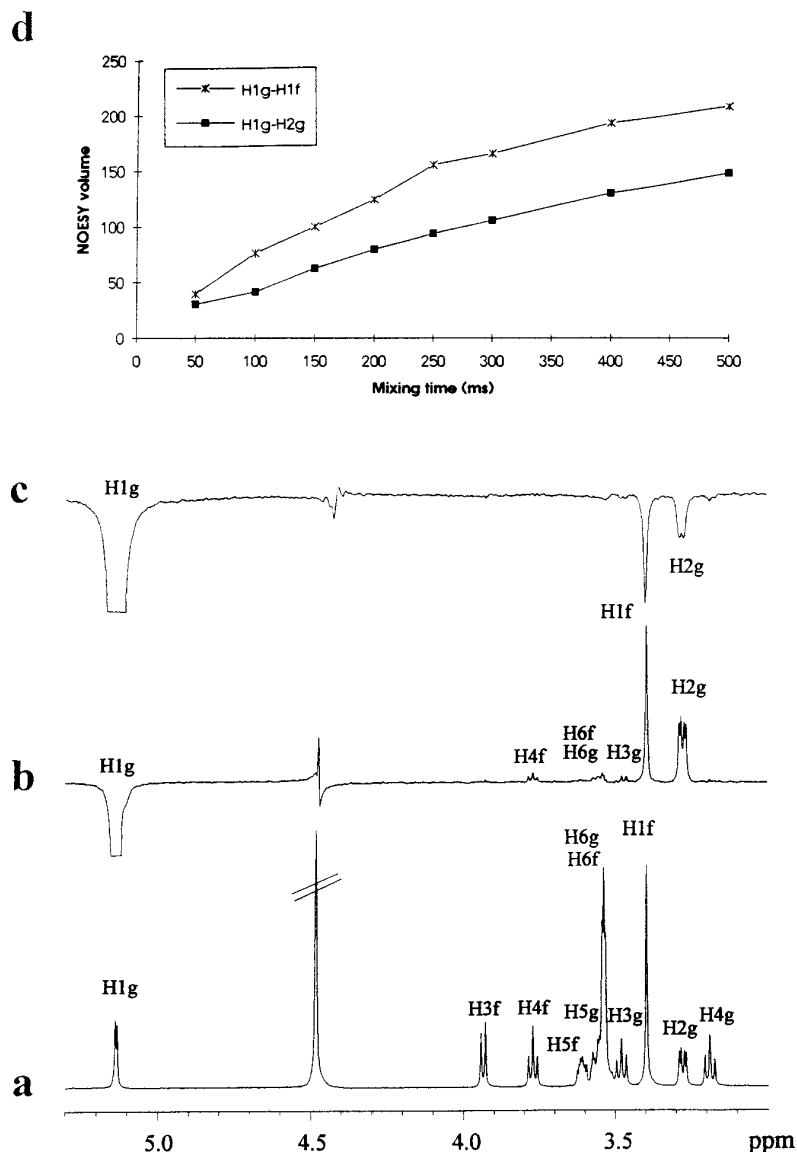 d
250
200
150
100
50
0
NOESY volume
H1g-H1f
H1g-H2g
0 50 100 150 200 250 300 350 400 450 500
Mixing time (ms)
c
H1g
H2g
H1f
b
H1g
H4f
H6f
H6g
H3g
H2g
a
H1g
H3f
H4f
H5f
H5g
H6g
H6f
H3g
H1f
H2g
H4g
5.0 4.5 4.0 3.5 ppm